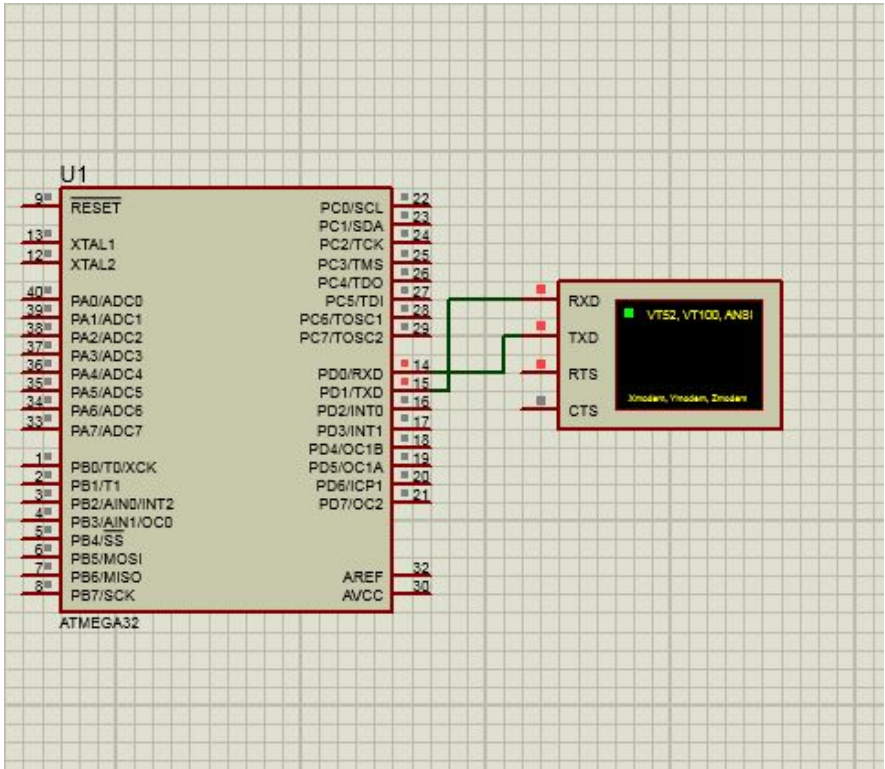 U1
9 RESET
13 XTAL1
12 XTAL2
40 PA0/ADC0
39 PA1/ADC1
38 PA2/ADC2
37 PA3/ADC3
36 PA4/ADC4
35 PA5/ADC5
34 PA6/ADC6
33 PA7/ADC7
1 PB0/T0/XCK
2 PB1/T1
3 PB2/AIN0/INT2
4 PB3/AIN1/OC0
5 PB4/SS
6 PB5/MOSI
7 PB6/MISO
8 PB7/SCK
PC0/SCL 22
PC1/SDA 23
PC2/TCK 24
PC3/TMS 25
PC4/TDO 26
PC5/TDI 27
PC6/TOSC1 28
PC7/TOSC2 29
PD0/RXD 14
PD1/TXD 15
PD2/INT0 16
PD3/INT1 17
PD4/OC1B 18
PD5/OC1A 19
PD6/ICP1 20
PD7/OC2 21
AREF 32
AVCC 30
ATMEGA32
RXD
TXD
RTS
CTS
VT52, VT100, ANSI
Xmodem, Ymodem, Zmodem